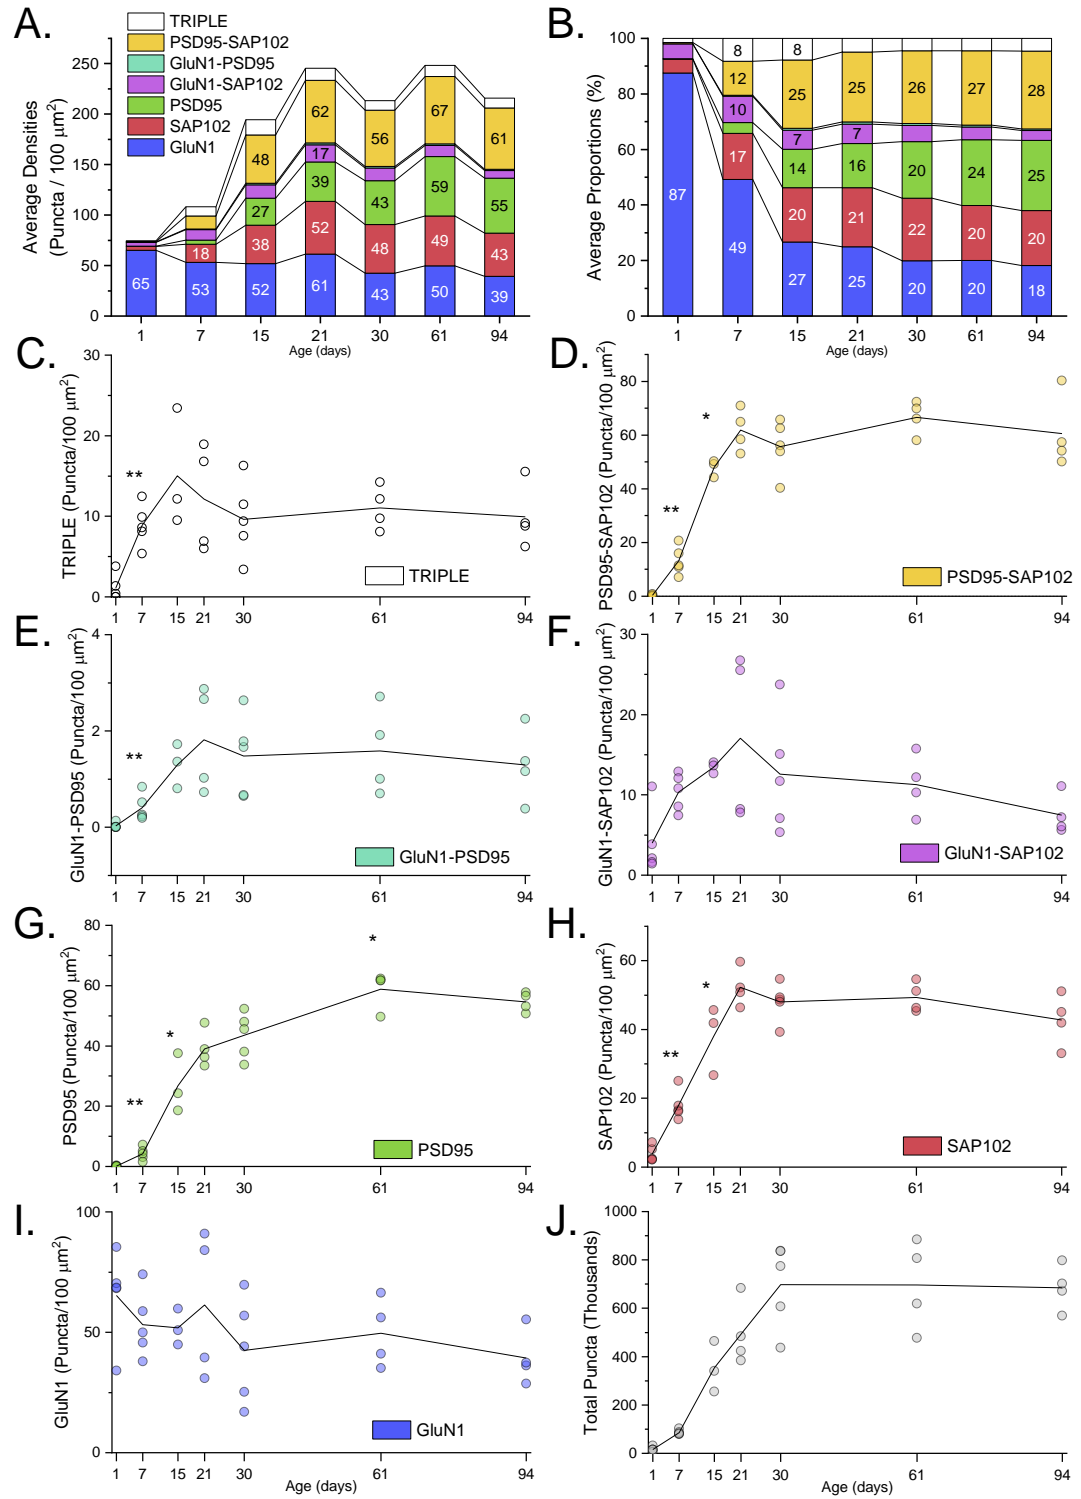 A.
TRIPLE
PSD95-SAP102
GluN1-PSD95
GluN1-SAP102
PSD95
SAP102
GluN1
Average Densities
(Puncta / 100 μm²)
250
200
150
100
50
0
65
53
18
52
38
27
48
61
52
39
17
62
43
48
43
56
50
49
59
67
39
43
55
61
1 7 15 21 30 61 94
Age (days)
B.
Average Proportions (%)
100
80
60
40
20
0
87
49
17
10
12
8
27
20
14
7
25
8
25
21
16
7
25
20
22
20
26
20
20
24
27
18
20
25
28
1 7 15 21 30 61 94
Age (days)
C.
TRIPLE (Puncta/100 μm²)
30
20
10
0
**
TRIPLE
1 7 15 21 30 61 94
D.
PSD95-SAP102 (Puncta/100 μm²)
80
60
40
20
0
**
*
PSD95-SAP102
1 7 15 21 30 61 94
E.
GluN1-PSD95 (Puncta/100 μm²)
4
2
0
**
GluN1-PSD95
1 7 15 21 30 61 94
F.
GluN1-SAP102 (Puncta/100 μm²)
30
20
10
0
GluN1-SAP102
1 7 15 21 30 61 94
G.
PSD95 (Puncta/100 μm²)
80
60
40
20
0
**
*
*
PSD95
1 7 15 21 30 61 94
H.
SAP102 (Puncta/100 μm²)
60
40
20
0
**
*
SAP102
1 7 15 21 30 61 94
I.
GluN1 (Puncta/100 μm²)
100
50
0
GluN1
1 7 15 21 30 61 94
Age (days)
J.
Total Puncta (Thousands)
1000
800
600
400
200
0
1 7 15 21 30 61 94
Age (days)